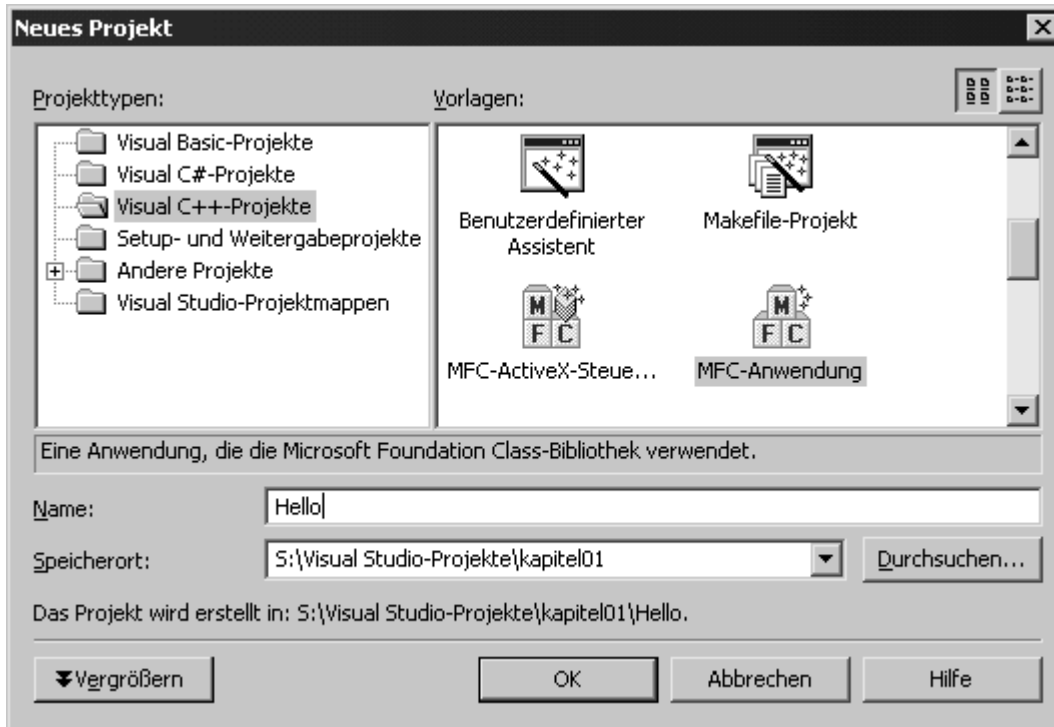 Neues Projekt
Projekttypen:
Vorlagen:
Visual Basic-Projekte
Visual C#-Projekte
Visual C++-Projekte
Setup- und Weitergabeprojekte
Andere Projekte
Visual Studio-Projektmappen
Benutzerdefinierter
Assistent
Makefile-Projekt
M
F C
MFC-ActiveX-Steue...
M
F C
MFC-Anwendung
Eine Anwendung, die die Microsoft Foundation Class-Bibliothek verwendet.
Name:
Hello
Speicherort:
S:\Visual Studio-Projekte\kapitel01
Durchsuchen...
Das Projekt wird erstellt in: S:\Visual Studio-Projekte\kapitel01\Hello.
Vergrößern
OK
Abbrechen
Hilfe